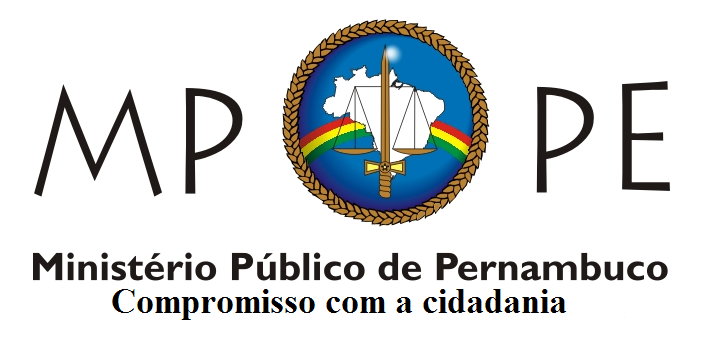 MP PE
Ministério Público de Pernambuco
Compromisso com a cidadania